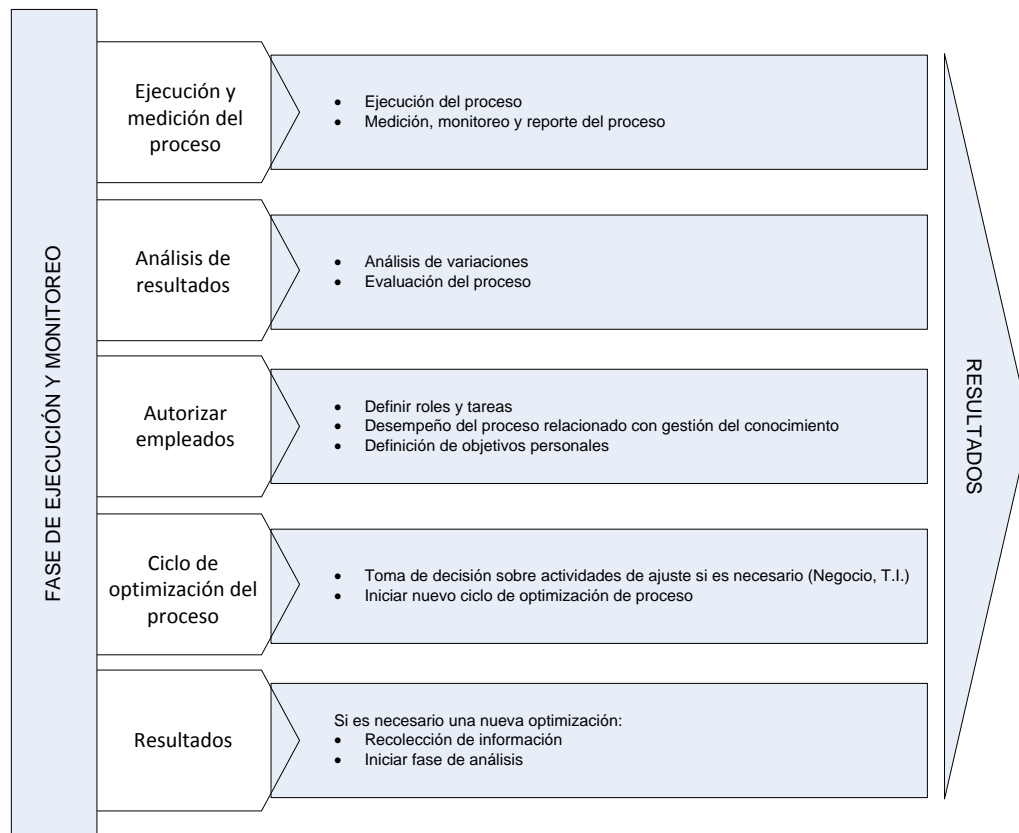 FASE DE EJECUCIÓN Y MONITOREO
Ejecución y
medición del
proceso
• Ejecución del proceso
• Medición, monitoreo y reporte del proceso
Análisis de
resultados
• Análisis de variaciones
• Evaluación del proceso
Autorizar
empleados
• Definir roles y tareas
• Desempeño del proceso relacionado con gestión del conocimiento
• Definición de objetivos personales
Ciclo de
optimización del
proceso
• Toma de decisión sobre actividades de ajuste si es necesario (Negocio, T.I.)
• Iniciar nuevo ciclo de optimización de proceso
Resultados
Si es necesario una nueva optimización:
• Recolección de información
• Iniciar fase de análisis
RESULTADOS